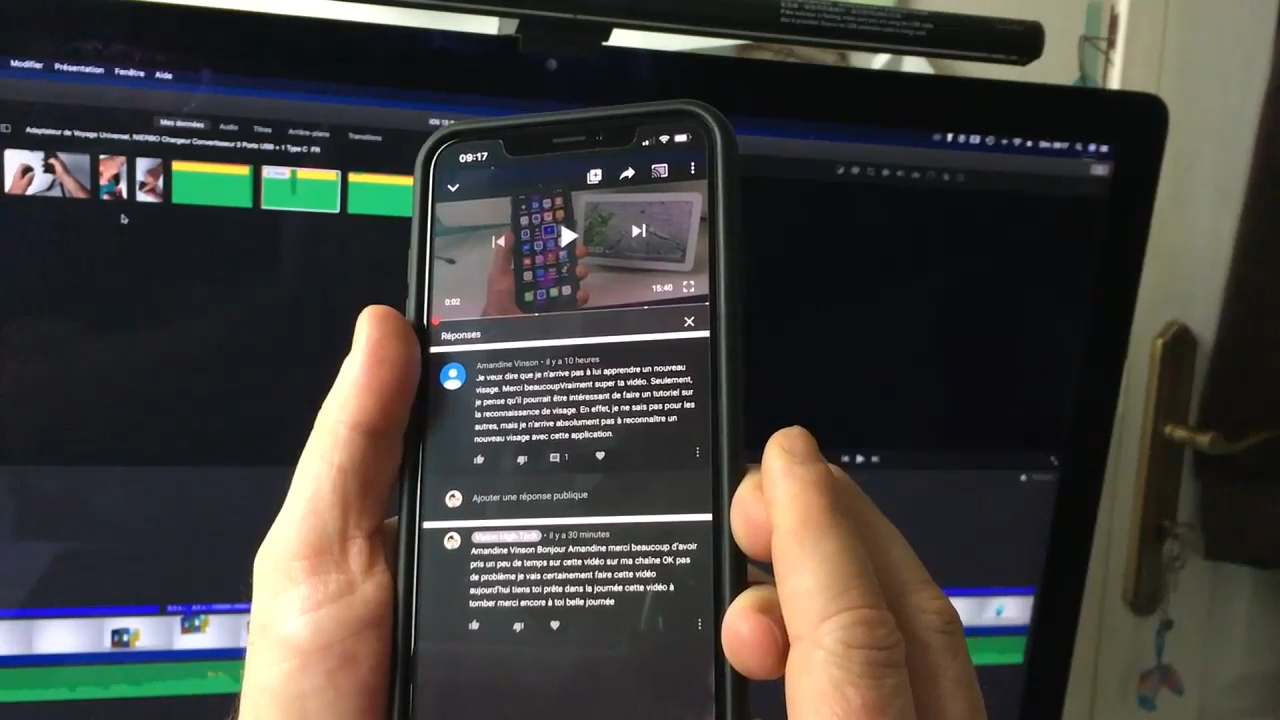 Modifier Présentation Fenêtre Aide
Mes données Audio Titres Arrière-plans Transitions
Adaptateur de Voyage Universel, NIERBO Chargeur Convertisseur 3 Ports USB + 1 Type C FR
09:17
0:02
15:40
Réponses
Amandine Vinson • il y a 10 heures
Je veux dire que je n'arrive pas à lui apprendre un nouveau
visage. Merci beaucoupVraiment super ta vidéo. Seulement,
je pense qu'il pourrait être intéressant de faire un tutoriel sur
la reconnaissance de visage. En effet, je ne sais pas pour les
autres, mais je n'arrive absolument pas à reconnaître un
nouveau visage avec cette application.
1
Ajouter une réponse publique
Vision High-Tech • il y a 30 minutes
Amandine Vinson Bonjour Amandine merci beaucoup d'avoir
pris un peu de temps sur cette vidéo sur ma chaîne OK pas
de problème je vais certainement faire cette vidéo
aujourd'hui tiens toi prête dans la journée cette vidéo à
tomber merci encore à toi belle journée